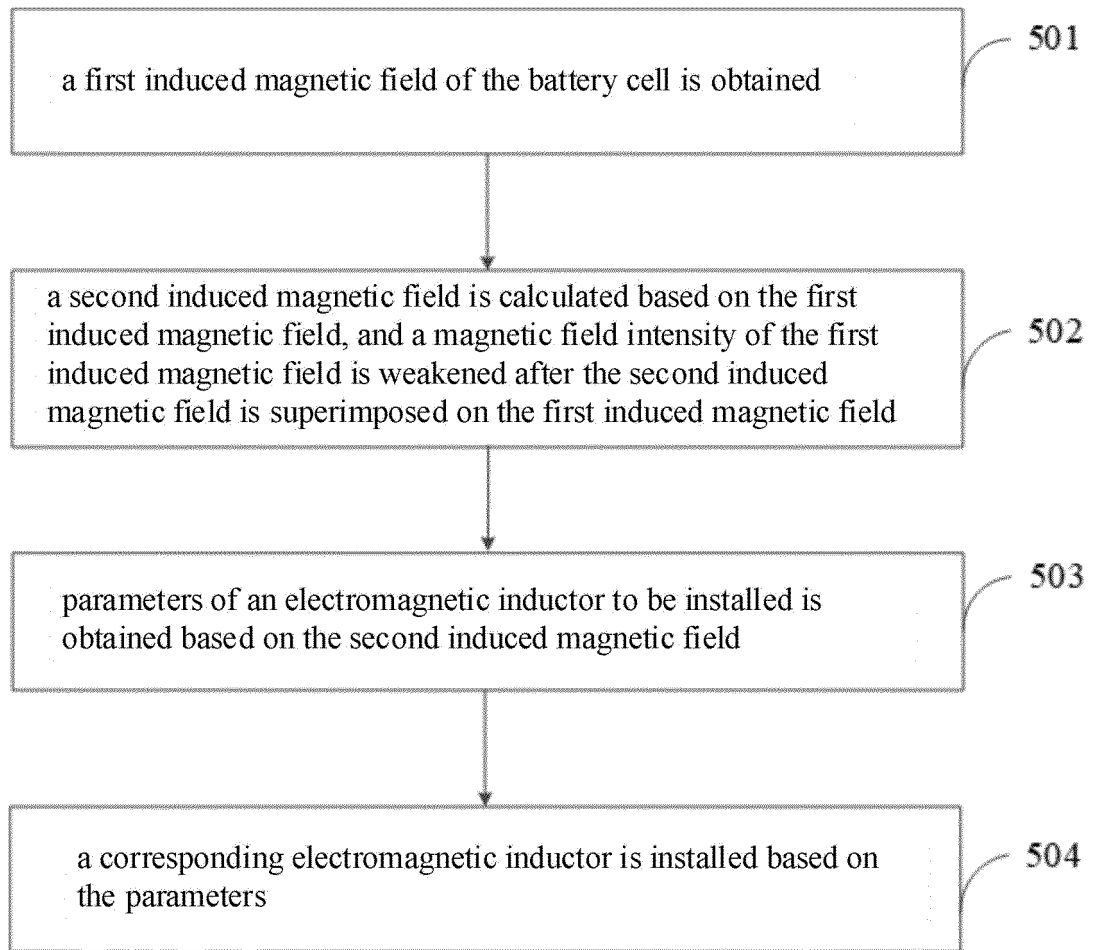 a first induced magnetic field of the battery cell is obtained
501
a second induced magnetic field is calculated based on the first
induced magnetic field, and a magnetic field intensity of the first
induced magnetic field is weakened after the second induced
magnetic field is superimposed on the first induced magnetic field
502
parameters of an electromagnetic inductor to be installed is
obtained based on the second induced magnetic field
503
a corresponding electromagnetic inductor is installed based on
the parameters
504